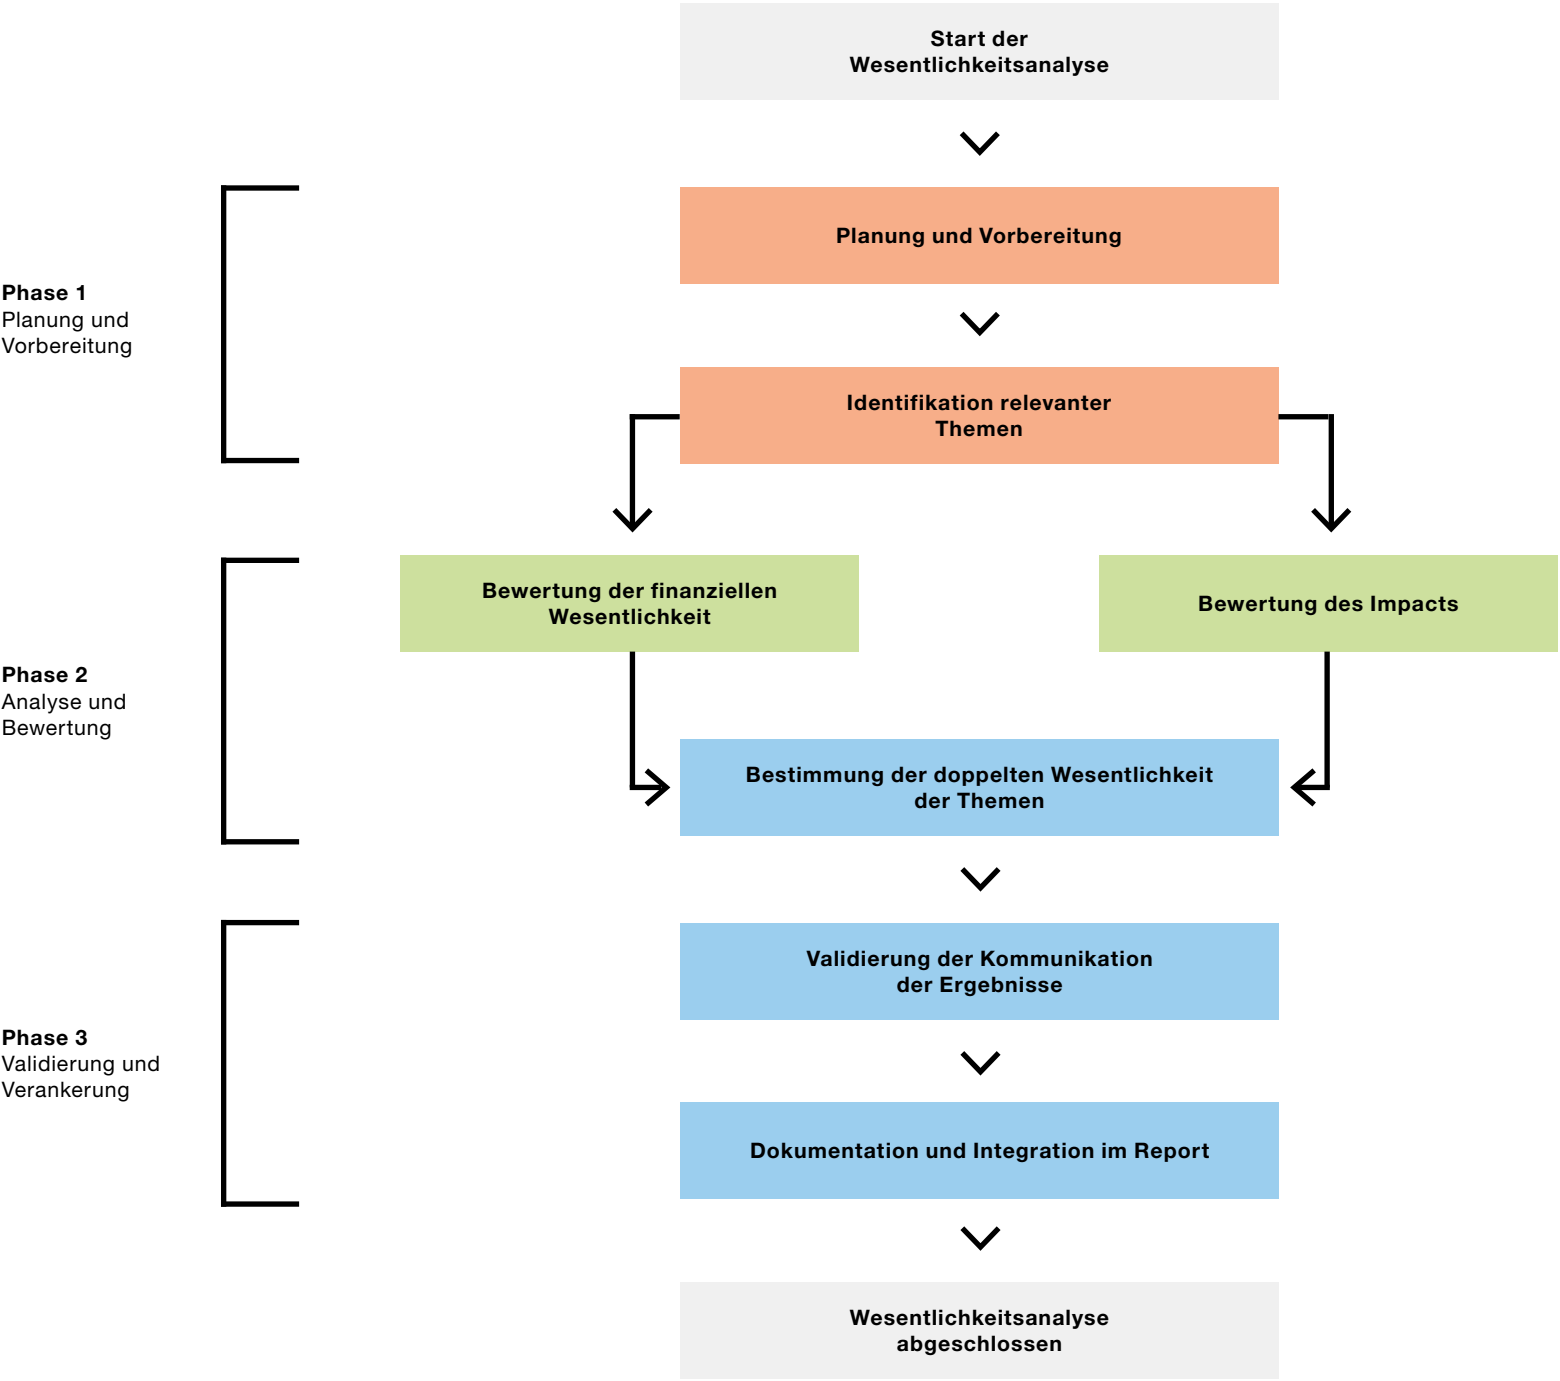 Start der
Wesentlichkeitsanalyse
Phase 1
Planung und
Vorbereitung
Planung und Vorbereitung
Identifikation relevanter
Themen
Phase 2
Analyse und
Bewertung
Bewertung der finanziellen
Wesentlichkeit
Bewertung des Impacts
Bestimmung der doppelten Wesentlichkeit
der Themen
Phase 3
Validierung und
Verankerung
Validierung der Kommunikation
der Ergebnisse
Dokumentation und Integration im Report
Wesentlichkeitsanalyse
abgeschlossen